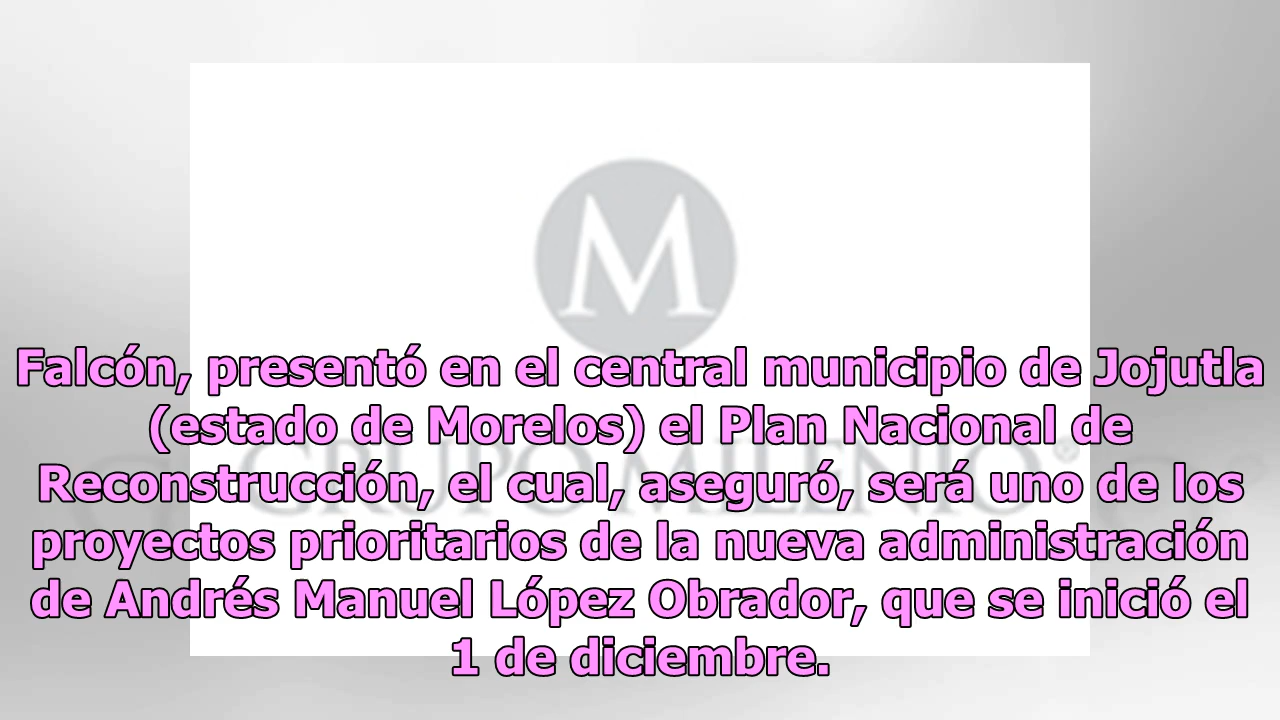 M
Falcón, presentó en el central municipio de Jojutla
(estado de Morelos) el Plan Nacional de
GRUPO MILENIO®
Reconstrucción, el cual, aseguró, será uno de los
proyectos prioritarios de la nueva administración
de Andrés Manuel López Obrador, que se inició el
1 de diciembre.